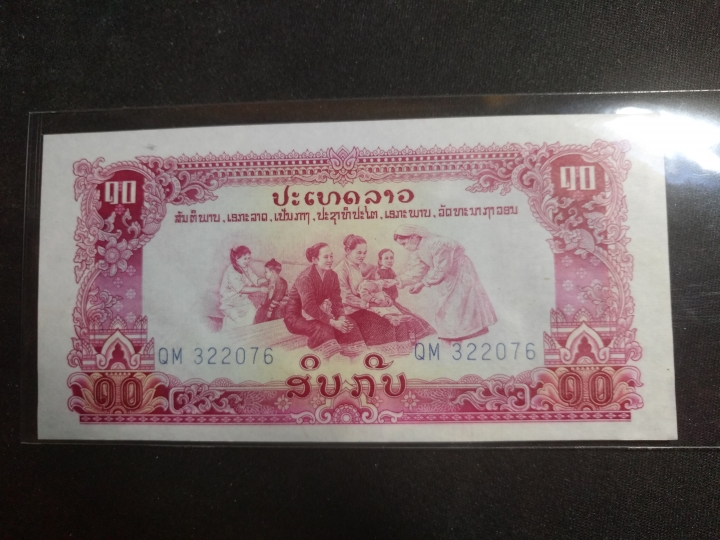 ໑໐ ໑໐
ປະເທດລາວ
ສັນຕິພາບ, ເອກະລາດ, ເປັນກາງ, ປະຊາທິປະໄຕ, ເອກະພາບ, ວັດທະນາຖາວອນ
QM 322076 QM 322076
໑໐ ສິບກີບ ໑໐